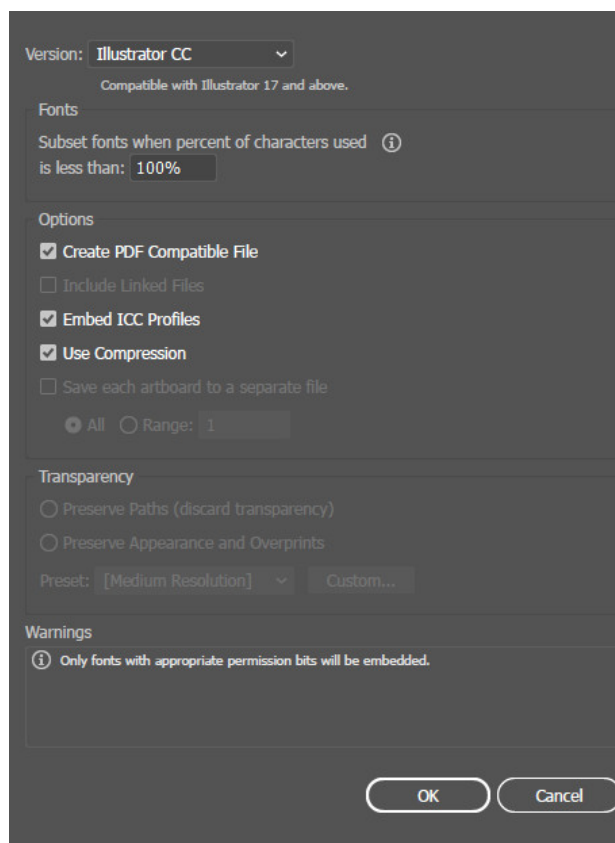 Version: Illustrator CC
Compatible with Illustrator 17 and above.
Fonts
Subset fonts when percent of characters used
is less than: 100%
Options
Create PDF Compatible File
Include Linked Files
Embed ICC Profiles
Use Compression
Save each artboard to a separate file
All Range: 1
Transparency
Preserve Paths (discard transparency)
Preserve Appearance and Overprints
Preset: [Medium Resolution] Custom...
Warnings
Only fonts with appropriate permission bits will be embedded.
OK Cancel